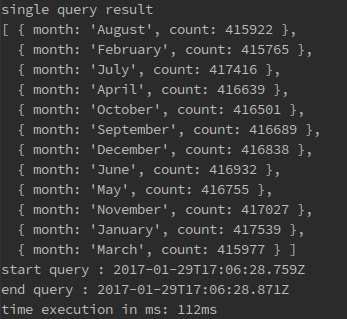 single query result
[ { month: 'August', count: 415922 },
  { month: 'February', count: 415765 },
  { month: 'July', count: 417416 },
  { month: 'April', count: 416639 },
  { month: 'October', count: 416501 },
  { month: 'September', count: 416689 },
  { month: 'December', count: 416838 },
  { month: 'June', count: 416932 },
  { month: 'May', count: 416755 },
  { month: 'November', count: 417027 },
  { month: 'January', count: 417539 },
  { month: 'March', count: 415977 } ]
start query : 2017-01-29T17:06:28.759Z
end query : 2017-01-29T17:06:28.871Z
time execution in ms: 112ms